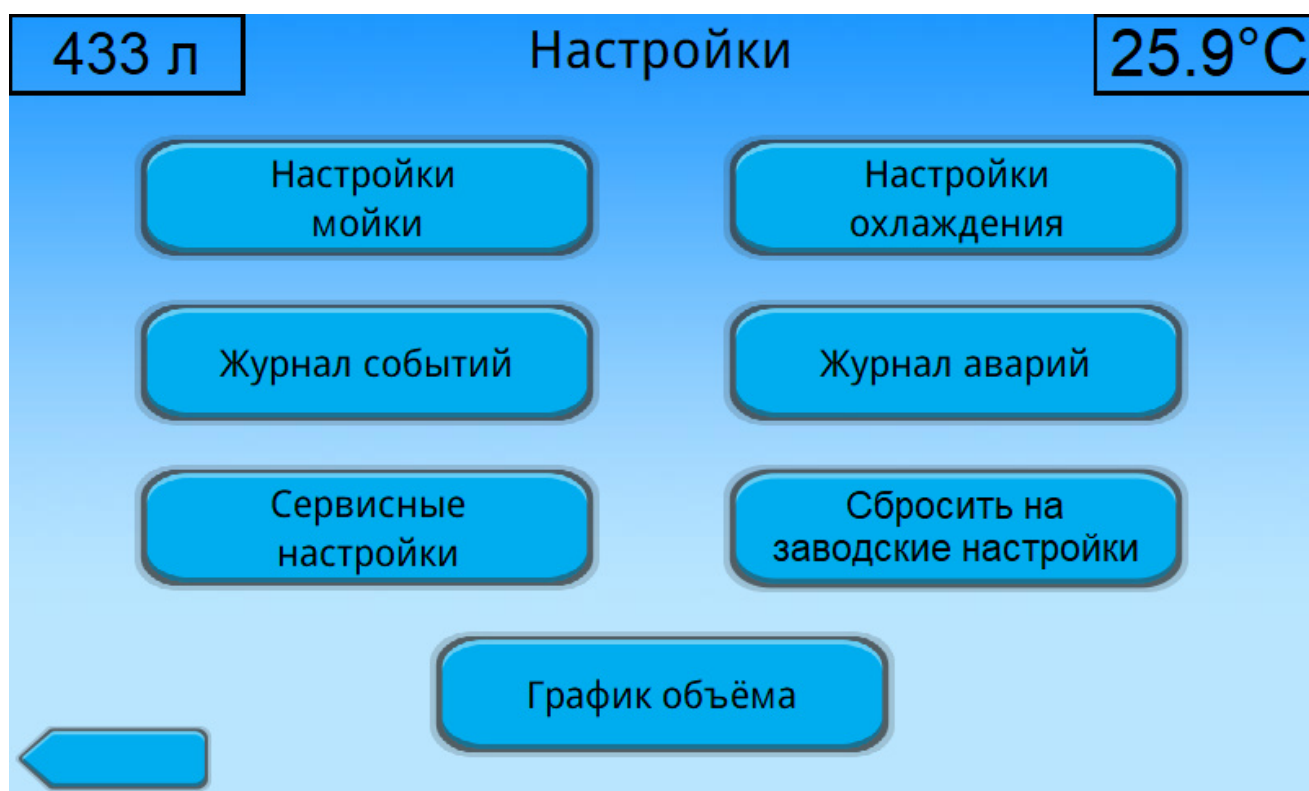 433 л
Настройки
25.9°C
Настройки
мойки
Настройки
охлаждения
Журнал событий
Журнал аварий
Сервисные
настройки
Сбросить на
заводские настройки
График объёма